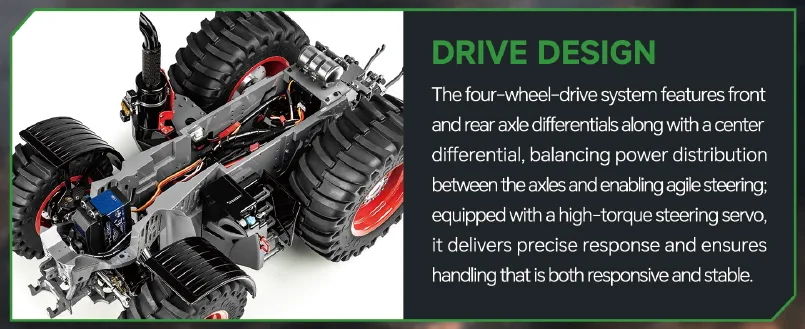 DRIVE DESIGN
The four-wheel-drive system features front
and rear axle differentials along with a center
differential, balancing power distribution
between the axles and enabling agile steering;
equipped with a high-torque steering servo,
it delivers precise response and ensures
handling that is both responsive and stable.